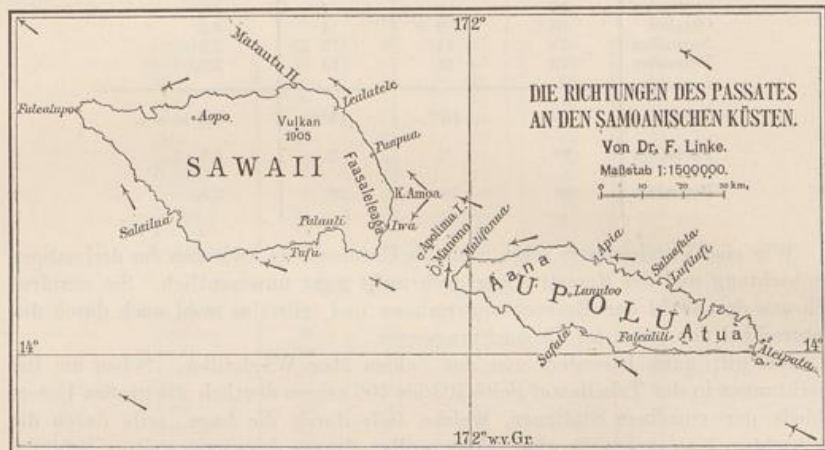 172°
DIE RICHTUNGEN DES PASSATES
AN DEN SAMOANISCHEN KÜSTEN.
Von Dr. F. Linke.
Maßstab 1:1500000.
0 10 20 30 km.
Matautu II.
Lealatele
Falealupo
Aopo
Vulkan
1905
Puapua
SAWAII
Faasaleleaga
K. Amoa
Iwa
Salailua
Palauli
Tufu
Apolima I.
Manono
Mulifanua
Aana
Apia
Saluafata
Lufilufi
UPOLU
Lanutoo
Safata
Falealili
Atua
Aleipata
14°
14°
172° w.v.Gr.